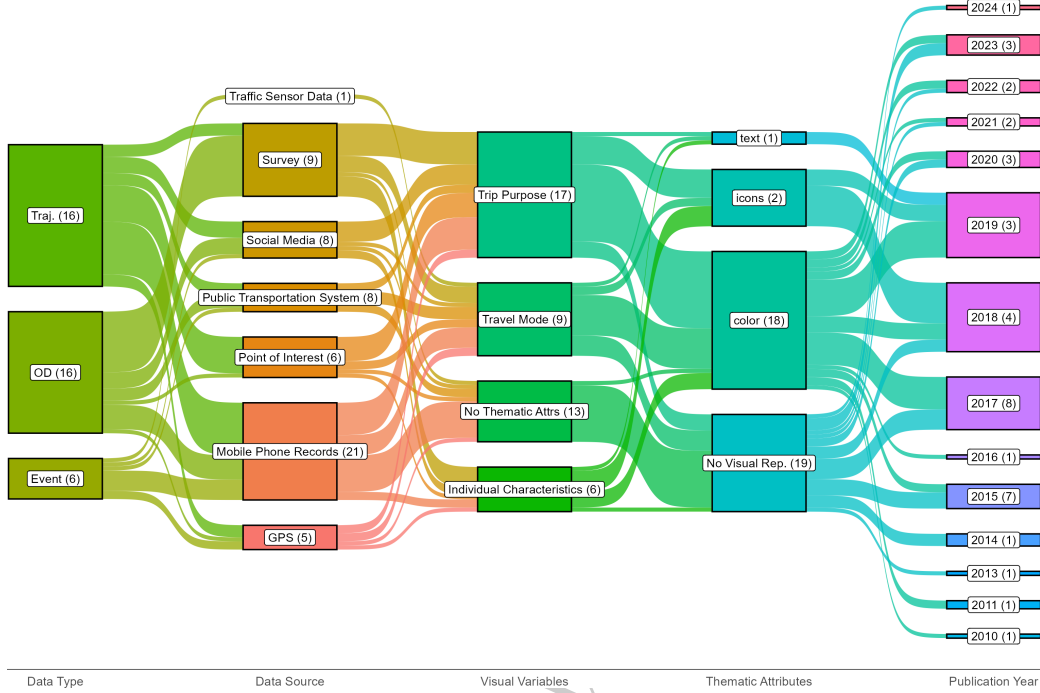 Traj. (16)
OD (16)
Event (6)
Traffic Sensor Data (1)
Survey (9)
Social Media (8)
Public Transportation System (8)
Point of Interest (6)
Mobile Phone Records (21)
GPS (5)
Trip Purpose (17)
Travel Mode (9)
No Thematic Attrs (13)
Individual Characteristics (6)
text (1)
icons (2)
color (18)
No Visual Rep. (19)
2024 (1)
2023 (3)
2022 (2)
2021 (2)
2020 (3)
2019 (3)
2018 (4)
2017 (8)
2016 (1)
2015 (7)
2014 (1)
2013 (1)
2011 (1)
2010 (1)
Data Type
Data Source
Visual Variables
Thematic Attributes
Publication Year